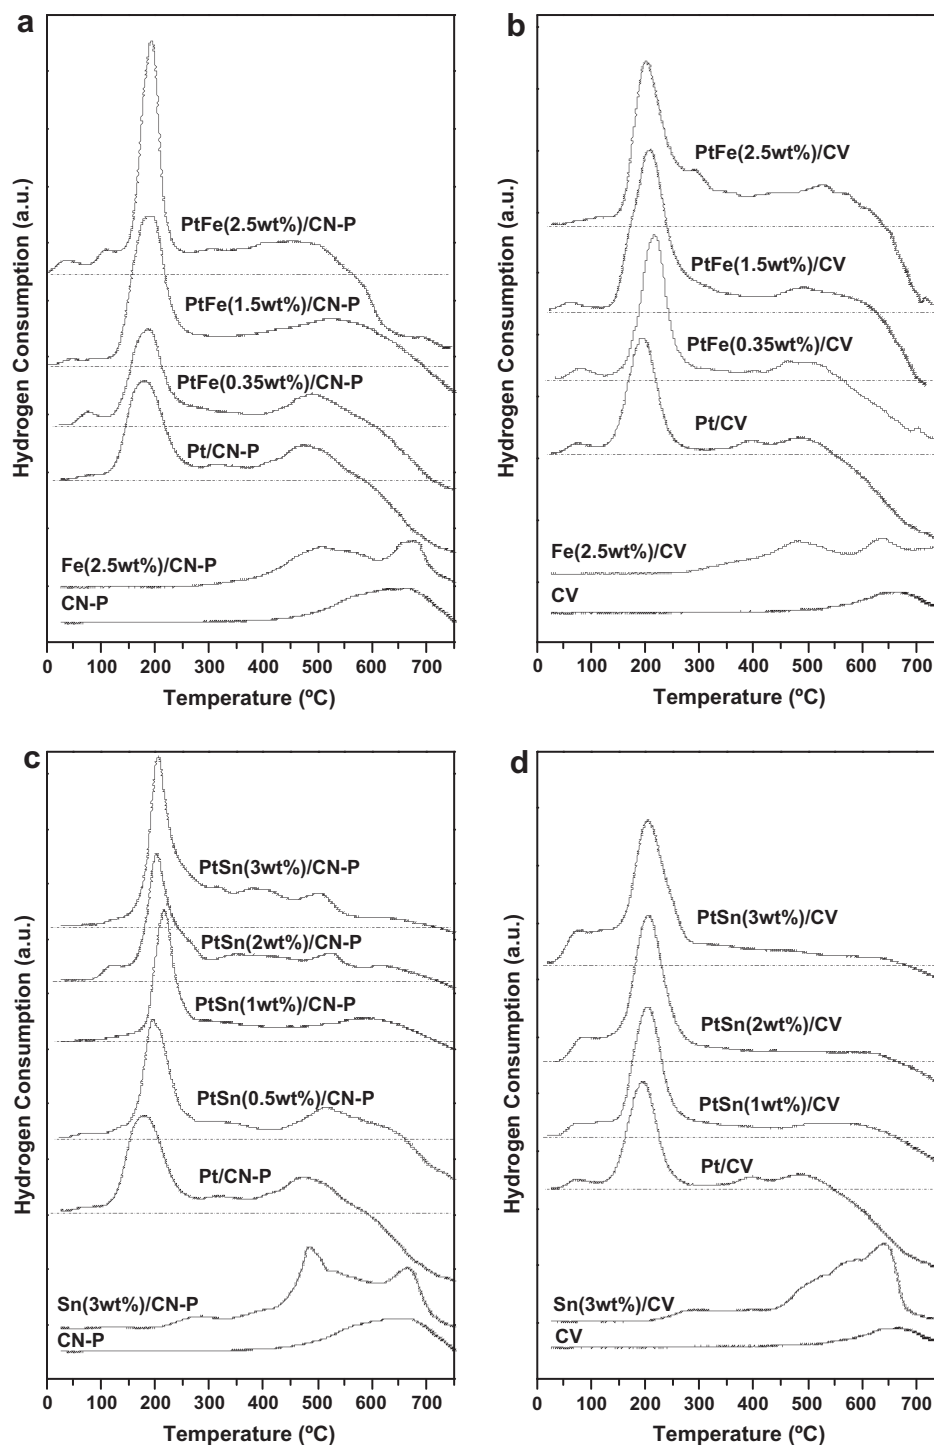 a
Hydrogen Consumption (a.u.)
PtFe(2.5wt%)/CN-P
PtFe(1.5wt%)/CN-P
PtFe(0.35wt%)/CN-P
Pt/CN-P
Fe(2.5wt%)/CN-P
CN-P
0 100 200 300 400 500 600 700
Temperature (ºC)
b
Hydrogen Consumption (a.u.)
PtFe(2.5wt%)/CV
PtFe(1.5wt%)/CV
PtFe(0.35wt%)/CV
Pt/CV
Fe(2.5wt%)/CV
CV
0 100 200 300 400 500 600 700
Temperature (ºC)
c
Hydrogen Consumption (a.u.)
PtSn(3wt%)/CN-P
PtSn(2wt%)/CN-P
PtSn(1wt%)/CN-P
PtSn(0.5wt%)/CN-P
Pt/CN-P
Sn(3wt%)/CN-P
CN-P
0 100 200 300 400 500 600 700
Temperature (ºC)
d
Hydrogen Consumption (a.u.)
PtSn(3wt%)/CV
PtSn(2wt%)/CV
PtSn(1wt%)/CV
Pt/CV
Sn(3wt%)/CV
CV
0 100 200 300 400 500 600 700
Temperature (ºC)